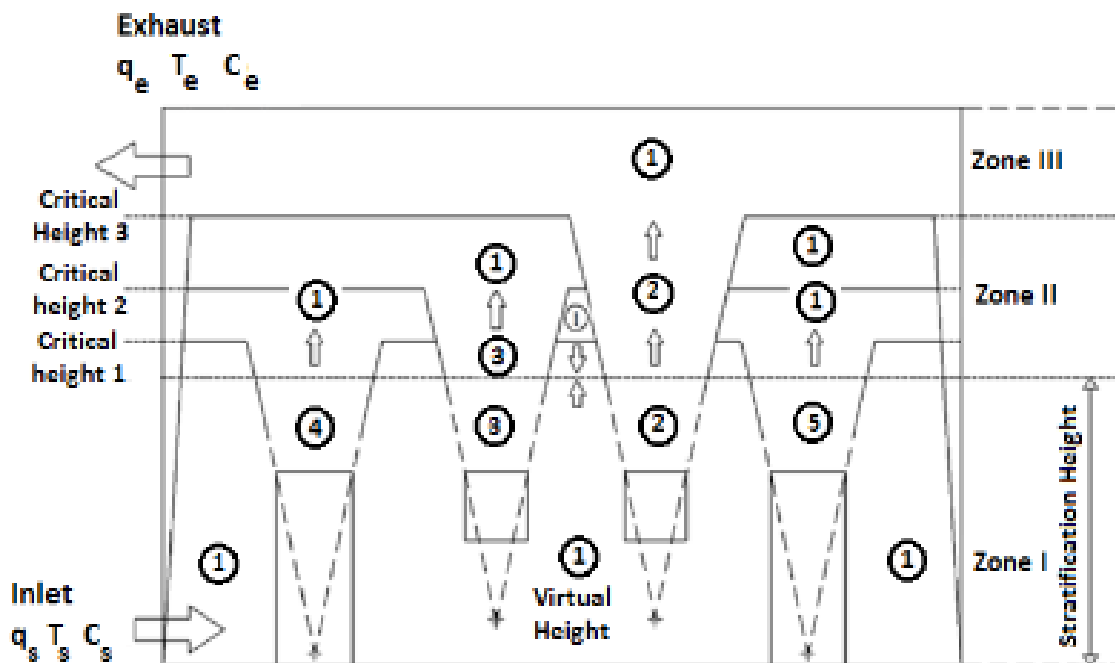 Exhaust
qe Te Ce
1
Zone III
Critical
Height 3
1
1
Critical
height 2
1
2
1
Zone II
1
Critical
height 1
3
4
8
2
5
Stratification Height
1
1
1
Zone I
Inlet
Virtual
Height
qs Ts Cs